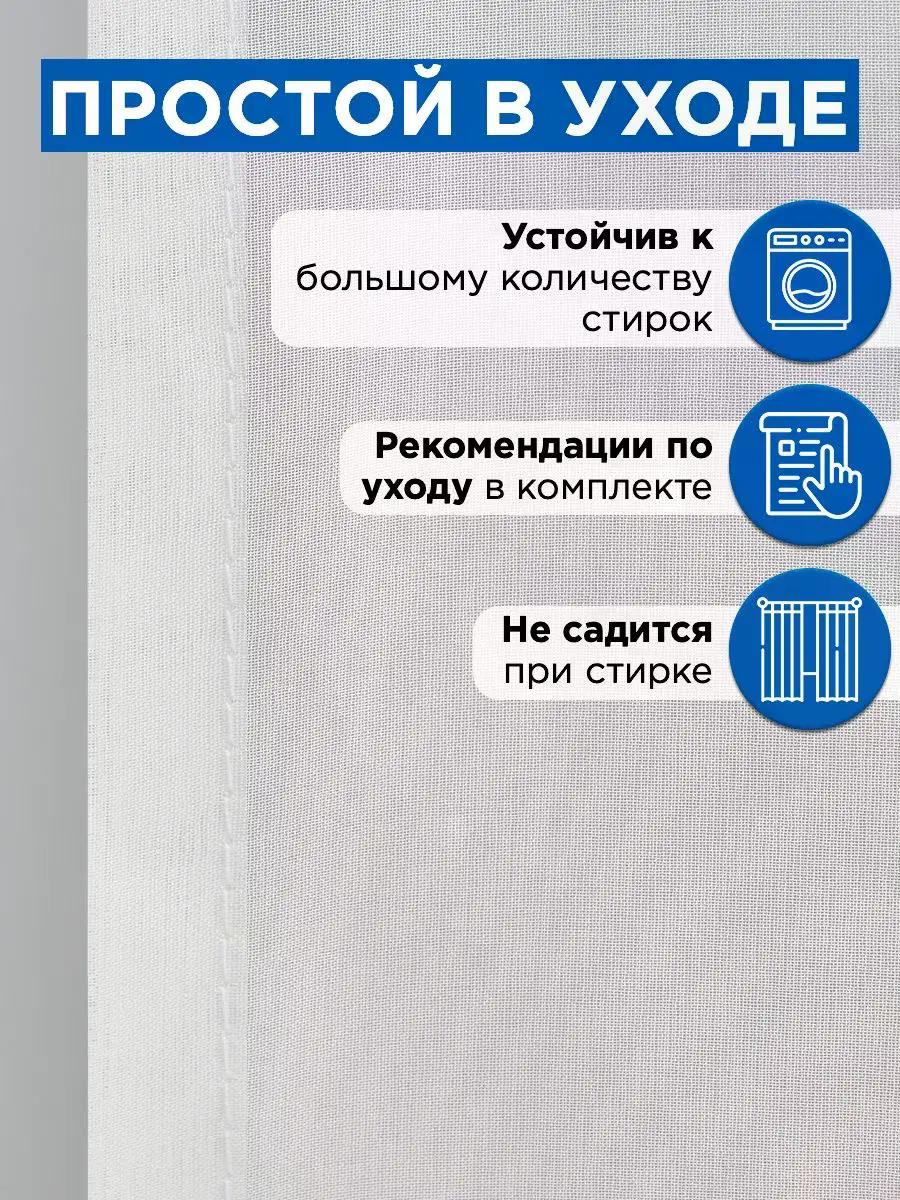 ПРОСТОЙ В УХОДЕ
Устойчив к
большому количеству
стирок
Рекомендации по
уходу в комплекте
Не садится
при стирке